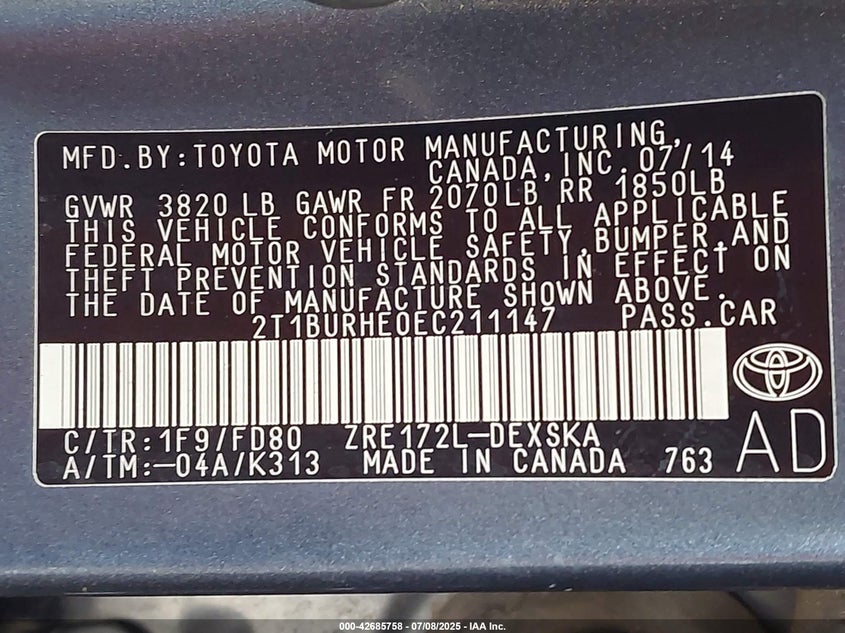 MFD.BY:TOYOTA MOTOR MANUFACTURING,
CANADA,INC. 07/14
GVWR 3820 LB GAWR FR 2070LB RR 1850LB
THIS VEHICLE CONFORMS TO ALL APPLICABLE
FEDERAL MOTOR VEHICLE SAFETY,BUMPER,AND
THEFT PREVENTION STANDARDS IN EFFECT ON
THE DATE OF MANUFACTURE SHOWN ABOVE.
2T1BURHE0EC211147 PASS.CAR
C/TR:1F9/FD80 ZRE172L-DEXSKA
A/TM:-04A/K313 MADE IN CANADA 763
AD
000-42685758 - 07/08/2025 - IAA Inc.